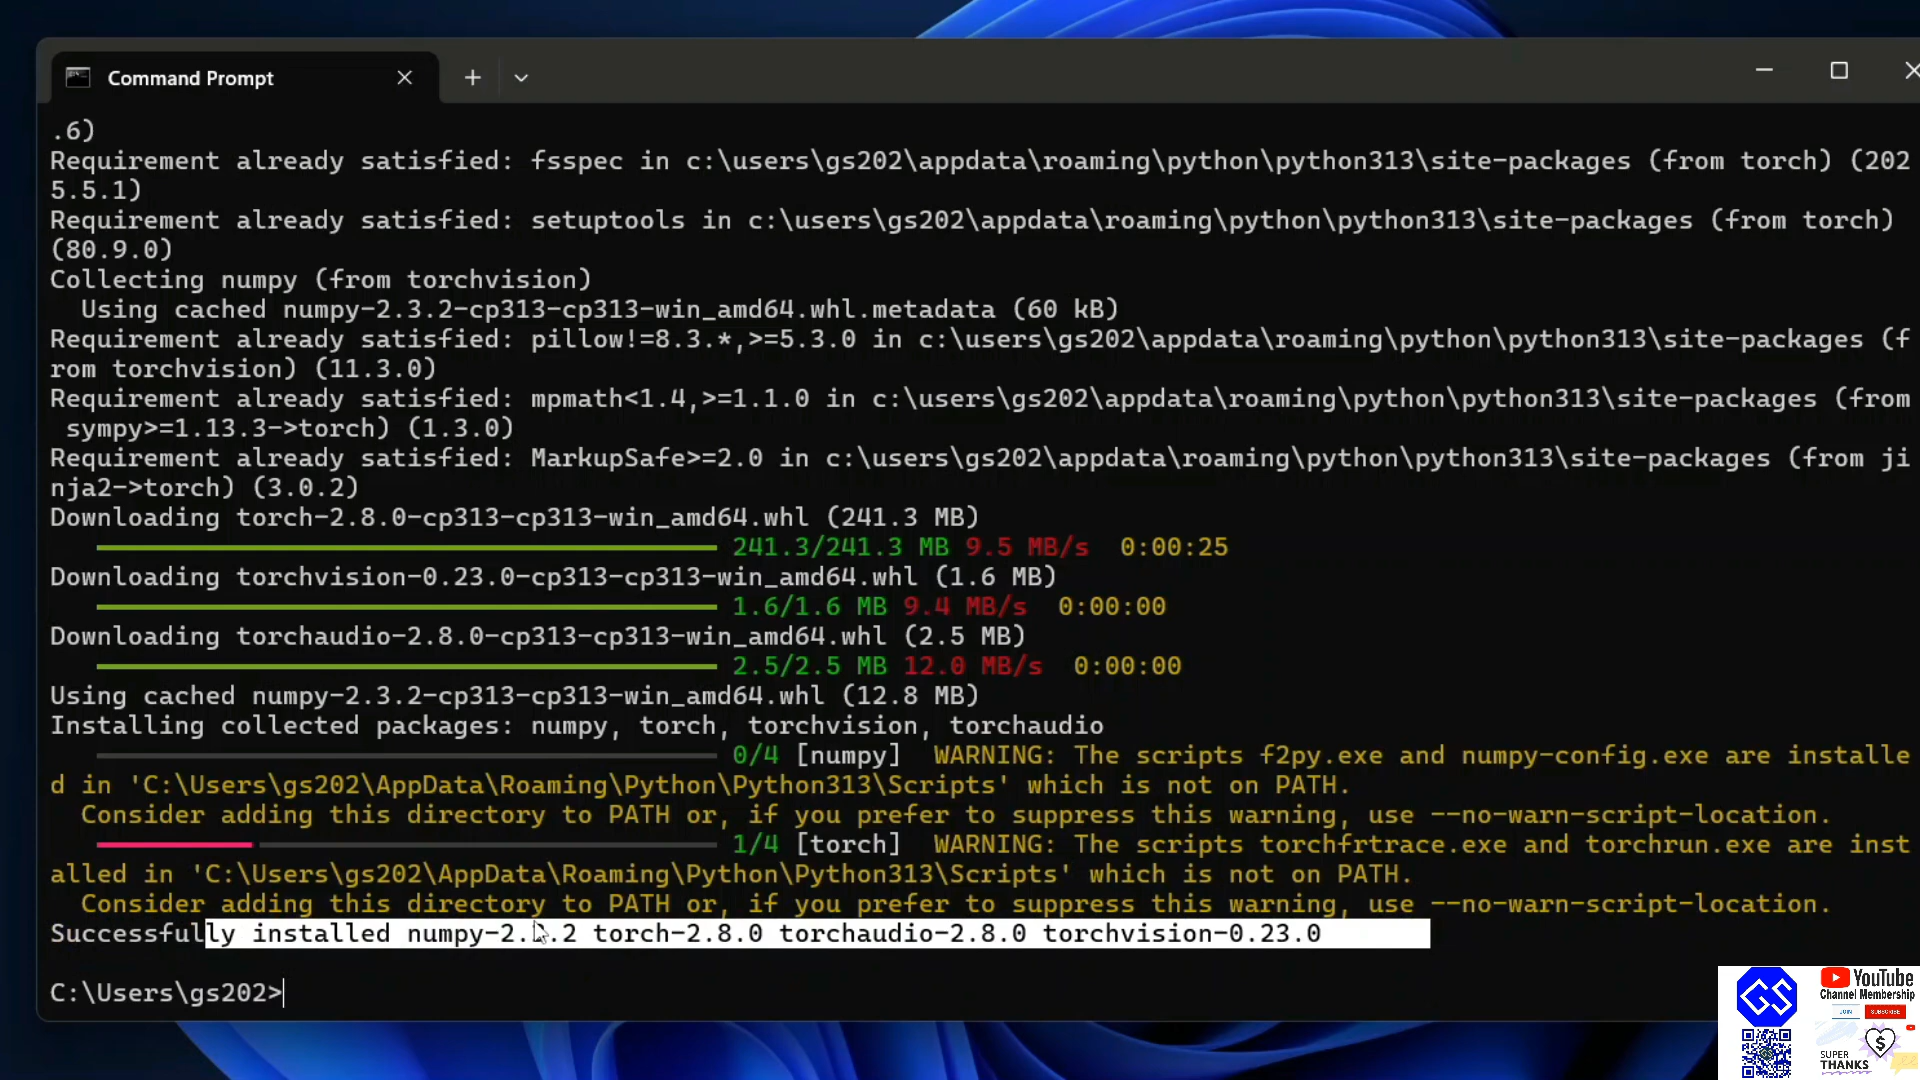 Command Prompt
.6)
Requirement already satisfied: fsspec in c:\users\gs202\appdata\roaming\python\python313\site-packages (from torch) (202
5.5.1)
Requirement already satisfied: setuptools in c:\users\gs202\appdata\roaming\python\python313\site-packages (from torch)
(80.9.0)
Collecting numpy (from torchvision)
Using cached numpy-2.3.2-cp313-cp313-win_amd64.whl.metadata (60 kB)
Requirement already satisfied: pillow!=8.3.*,>=5.3.0 in c:\users\gs202\appdata\roaming\python\python313\site-packages (f
rom torchvision) (11.3.0)
Requirement already satisfied: mpmath<1.4,>=1.1.0 in c:\users\gs202\appdata\roaming\python\python313\site-packages (from
sympy>=1.13.3->torch) (1.3.0)
Requirement already satisfied: MarkupSafe>=2.0 in c:\users\gs202\appdata\roaming\python\python313\site-packages (from ji
nja2->torch) (3.0.2)
Downloading torch-2.8.0-cp313-cp313-win_amd64.whl (241.3 MB)
241.3/241.3 MB 9.5 MB/s 0:00:25
Downloading torchvision-0.23.0-cp313-cp313-win_amd64.whl (1.6 MB)
1.6/1.6 MB 9.4 MB/s 0:00:00
Downloading torchaudio-2.8.0-cp313-cp313-win_amd64.whl (2.5 MB)
2.5/2.5 MB 12.0 MB/s 0:00:00
Using cached numpy-2.3.2-cp313-cp313-win_amd64.whl (12.8 MB)
Installing collected packages: numpy, torch, torchvision, torchaudio
0/4 [numpy] WARNING: The scripts f2py.exe and numpy-config.exe are installe
d in 'C:\Users\gs202\AppData\Roaming\Python\Python313\Scripts' which is not on PATH.
Consider adding this directory to PATH or, if you prefer to suppress this warning, use --no-warn-script-location.
1/4 [torch] WARNING: The scripts torchfrtrace.exe and torchrun.exe are inst
alled in 'C:\Users\gs202\AppData\Roaming\Python\Python313\Scripts' which is not on PATH.
Consider adding this directory to PATH or, if you prefer to suppress this warning, use --no-warn-script-location.
Successfully installed numpy-2.3.2 torch-2.8.0 torchaudio-2.8.0 torchvision-0.23.0
C:\Users\gs202>
GS
YouTube
Channel Membership
JOIN
SUBSCRIBE
SUPER
THANKS
$